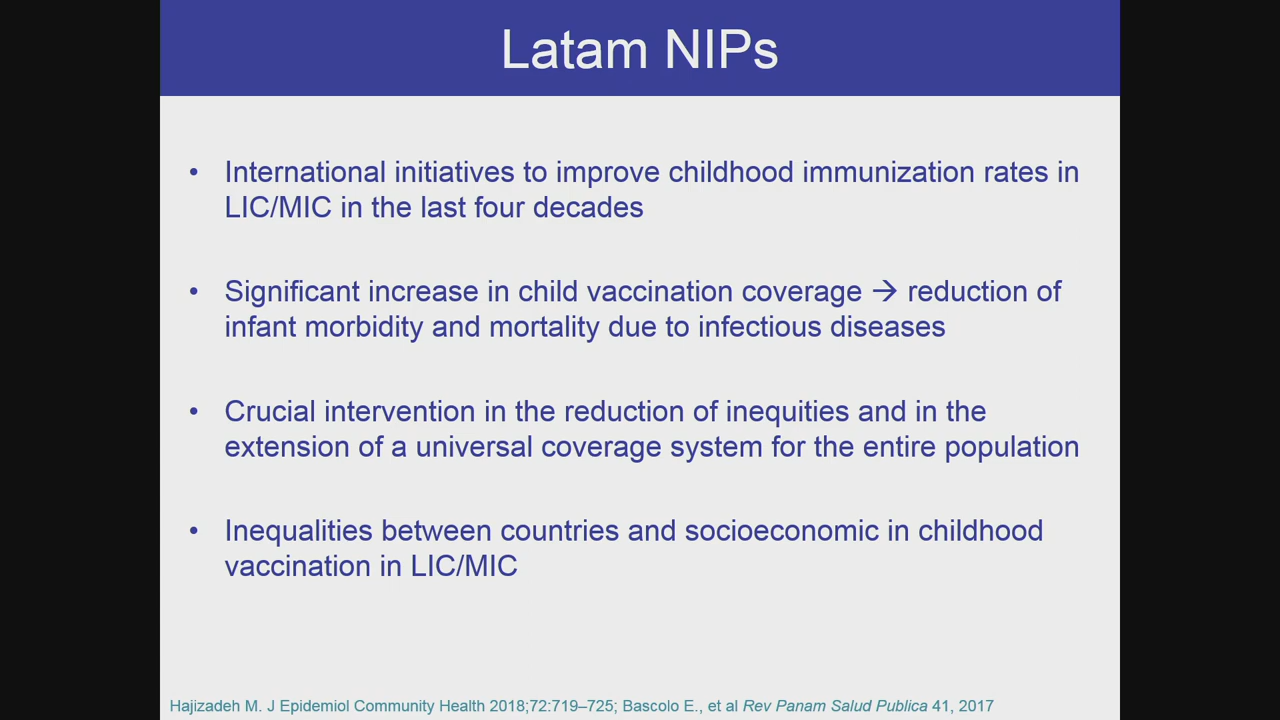 Latam NIPs
• International initiatives to improve childhood immunization rates in
LIC/MIC in the last four decades
• Significant increase in child vaccination coverage → reduction of
infant morbidity and mortality due to infectious diseases
• Crucial intervention in the reduction of inequities and in the
extension of a universal coverage system for the entire population
• Inequalities between countries and socioeconomic in childhood
vaccination in LIC/MIC
Hajizadeh M. J Epidemiol Community Health 2018;72:719–725; Bascolo E., et al Rev Panam Salud Publica 41, 2017